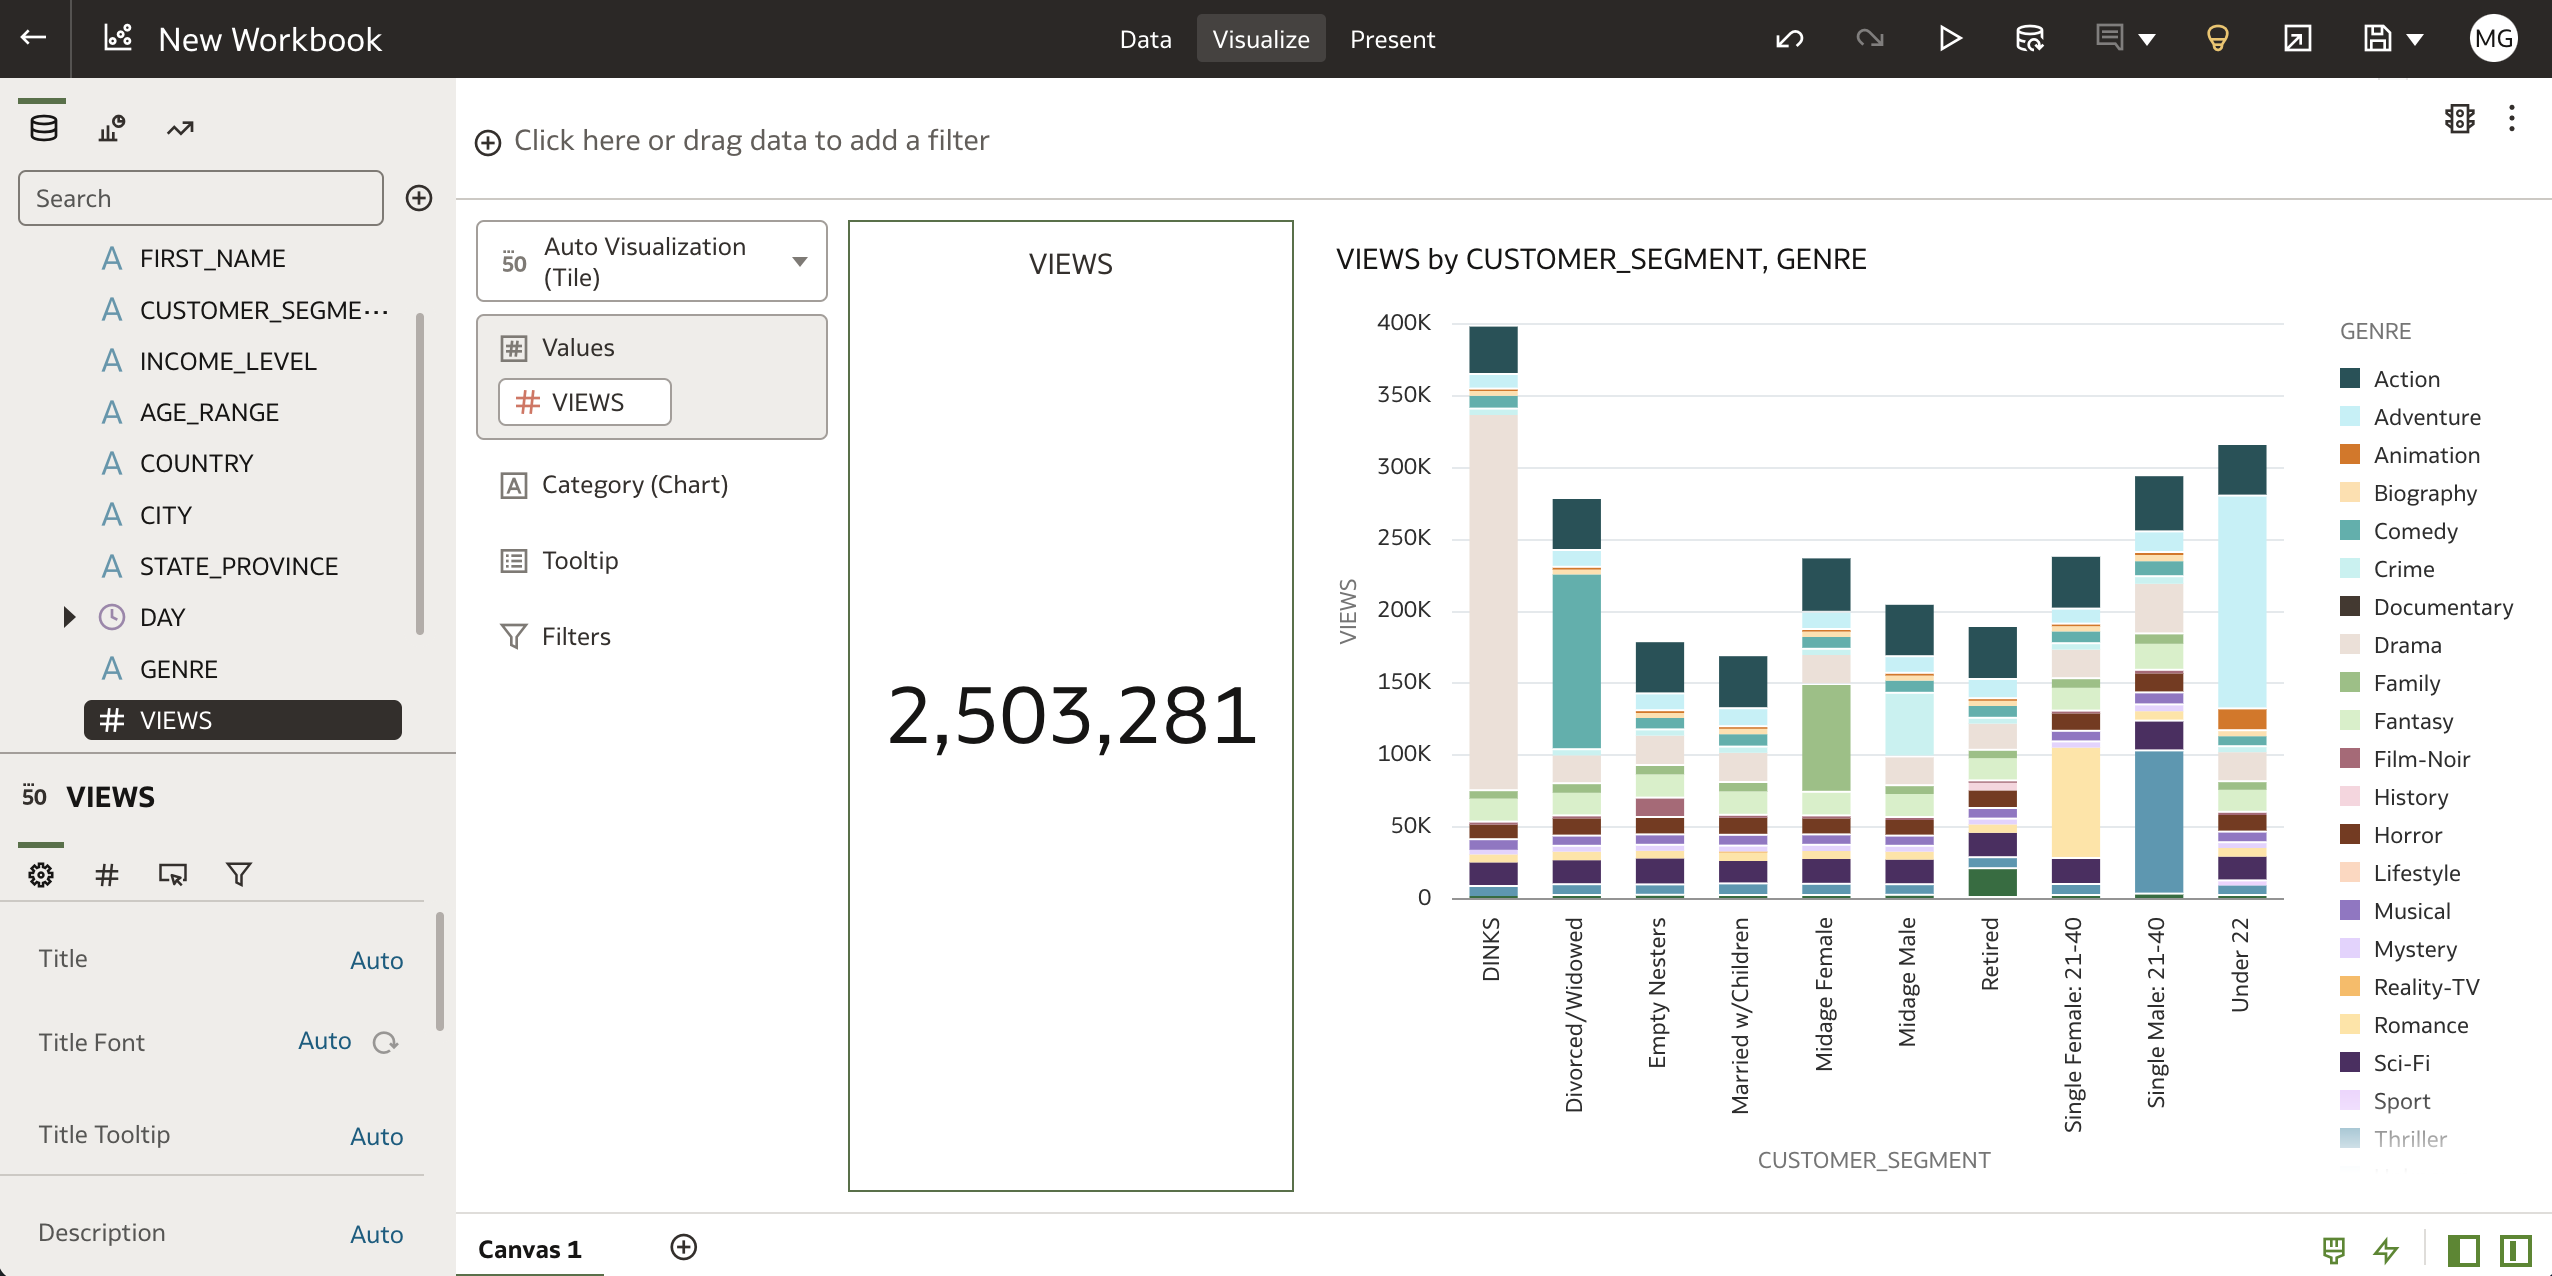 New Workbook
Data
Visualize
Present
MG
Search
FIRST_NAME
CUSTOMER_SEGME...
INCOME_LEVEL
AGE_RANGE
COUNTRY
CITY
STATE_PROVINCE
DAY
GENRE
VIEWS
50 VIEWS
Title Auto
Title Font Auto
Title Tooltip Auto
Description Auto
Click here or drag data to add a filter
50 Auto Visualization
(Tile)
Values
# VIEWS
Category (Chart)
Tooltip
Filters
VIEWS
2,503,281
VIEWS by CUSTOMER_SEGMENT, GENRE
VIEWS
400K
350K
300K
250K
200K
150K
100K
50K
0
DINKS
Divorced/Widowed
Empty Nesters
Married w/Children
Midage Female
Midage Male
Retired
Single Female: 21-40
Single Male: 21-40
Under 22
CUSTOMER_SEGMENT
GENRE
Action
Adventure
Animation
Biography
Comedy
Crime
Documentary
Drama
Family
Fantasy
Film-Noir
History
Horror
Lifestyle
Musical
Mystery
Reality-TV
Romance
Sci-Fi
Sport
Thriller
Canvas 1